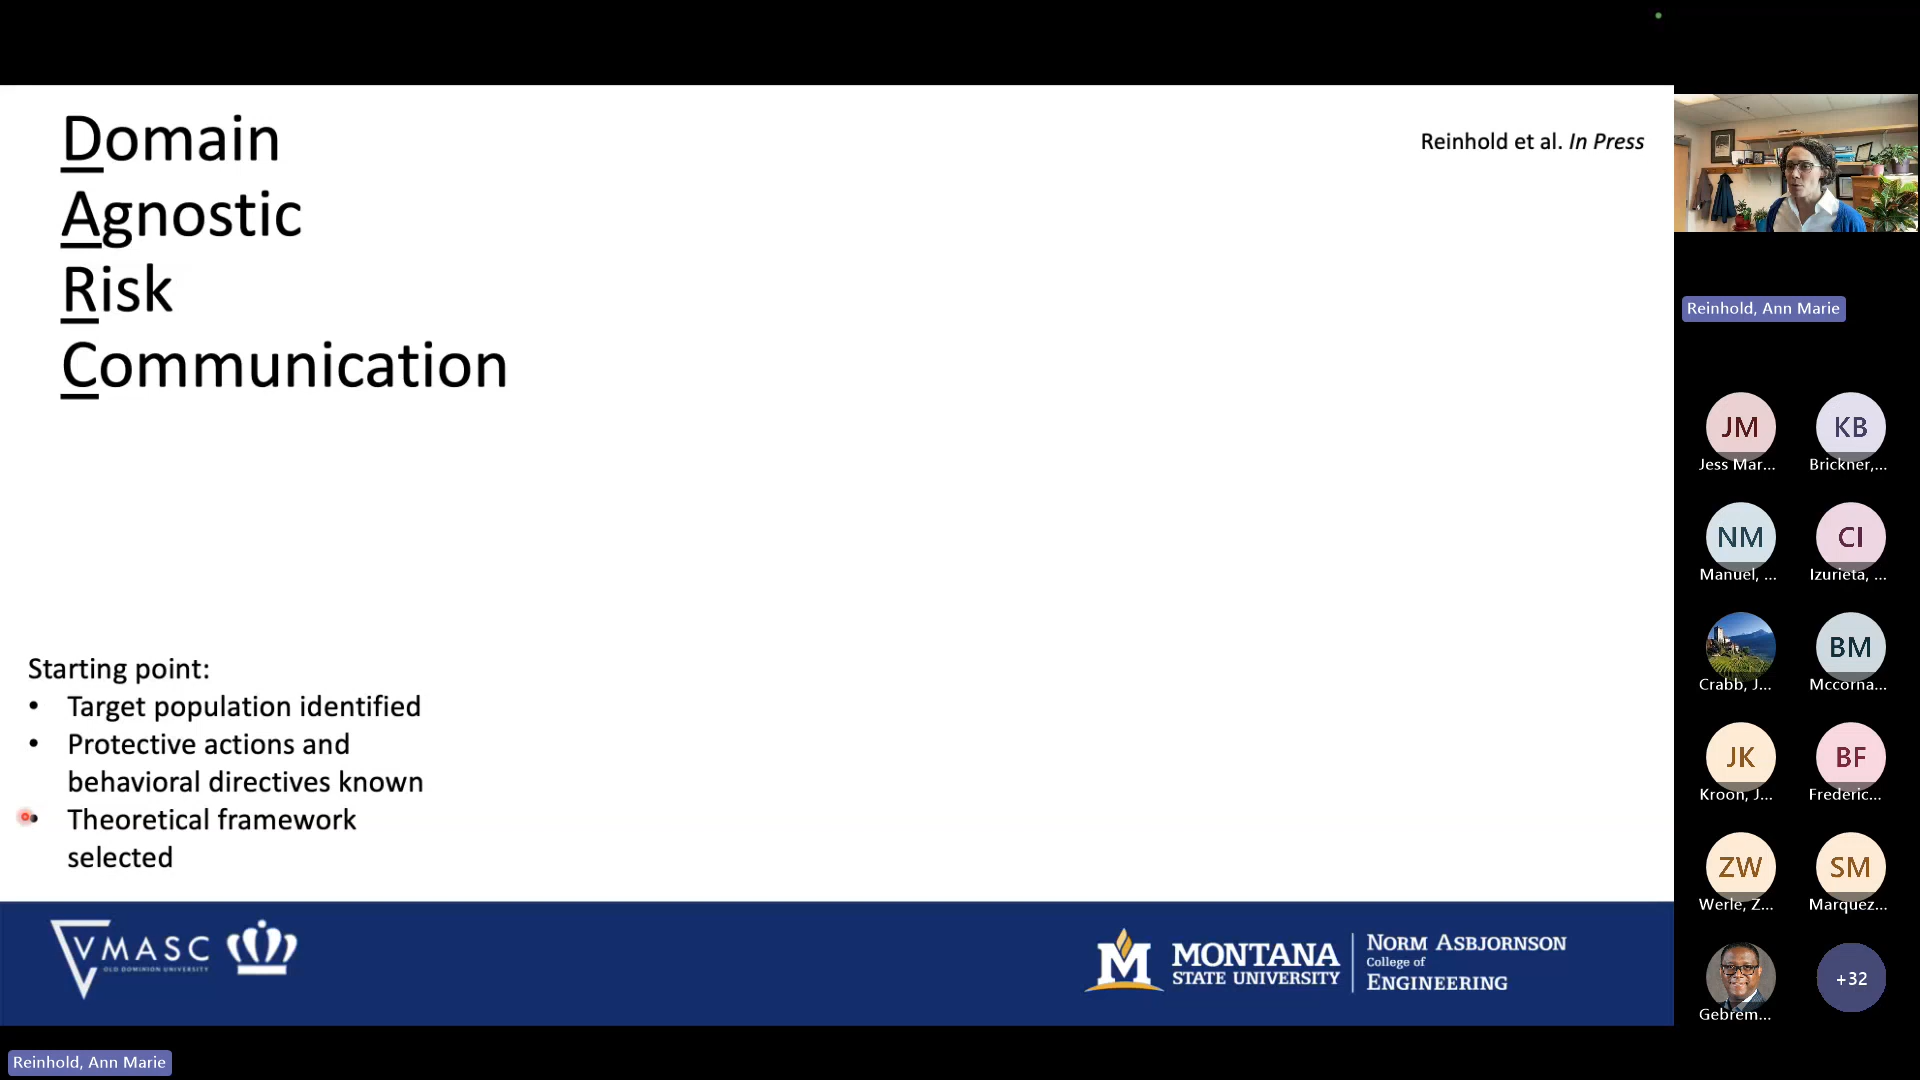 Domain
Agnostic
Risk
Communication
Reinhold et al. In Press
Starting point:
• Target population identified
• Protective actions and
behavioral directives known
• Theoretical framework
selected
VMASC
OLD DOMINION UNIVERSITY
M
MONTANA
STATE UNIVERSITY
NORM ASBJORNSON
College of
ENGINEERING
Reinhold, Ann Marie
Reinhold, Ann Marie
JM
KB
Jess Mar...
Brickner,...
NM
CI
Manuel, ...
Izurieta, ...
BM
Crabb, J...
Mccorna...
JK
BF
Kroon, J...
Frederic...
ZW
SM
Werle, Z...
Marquez...
+32
Gebrem...